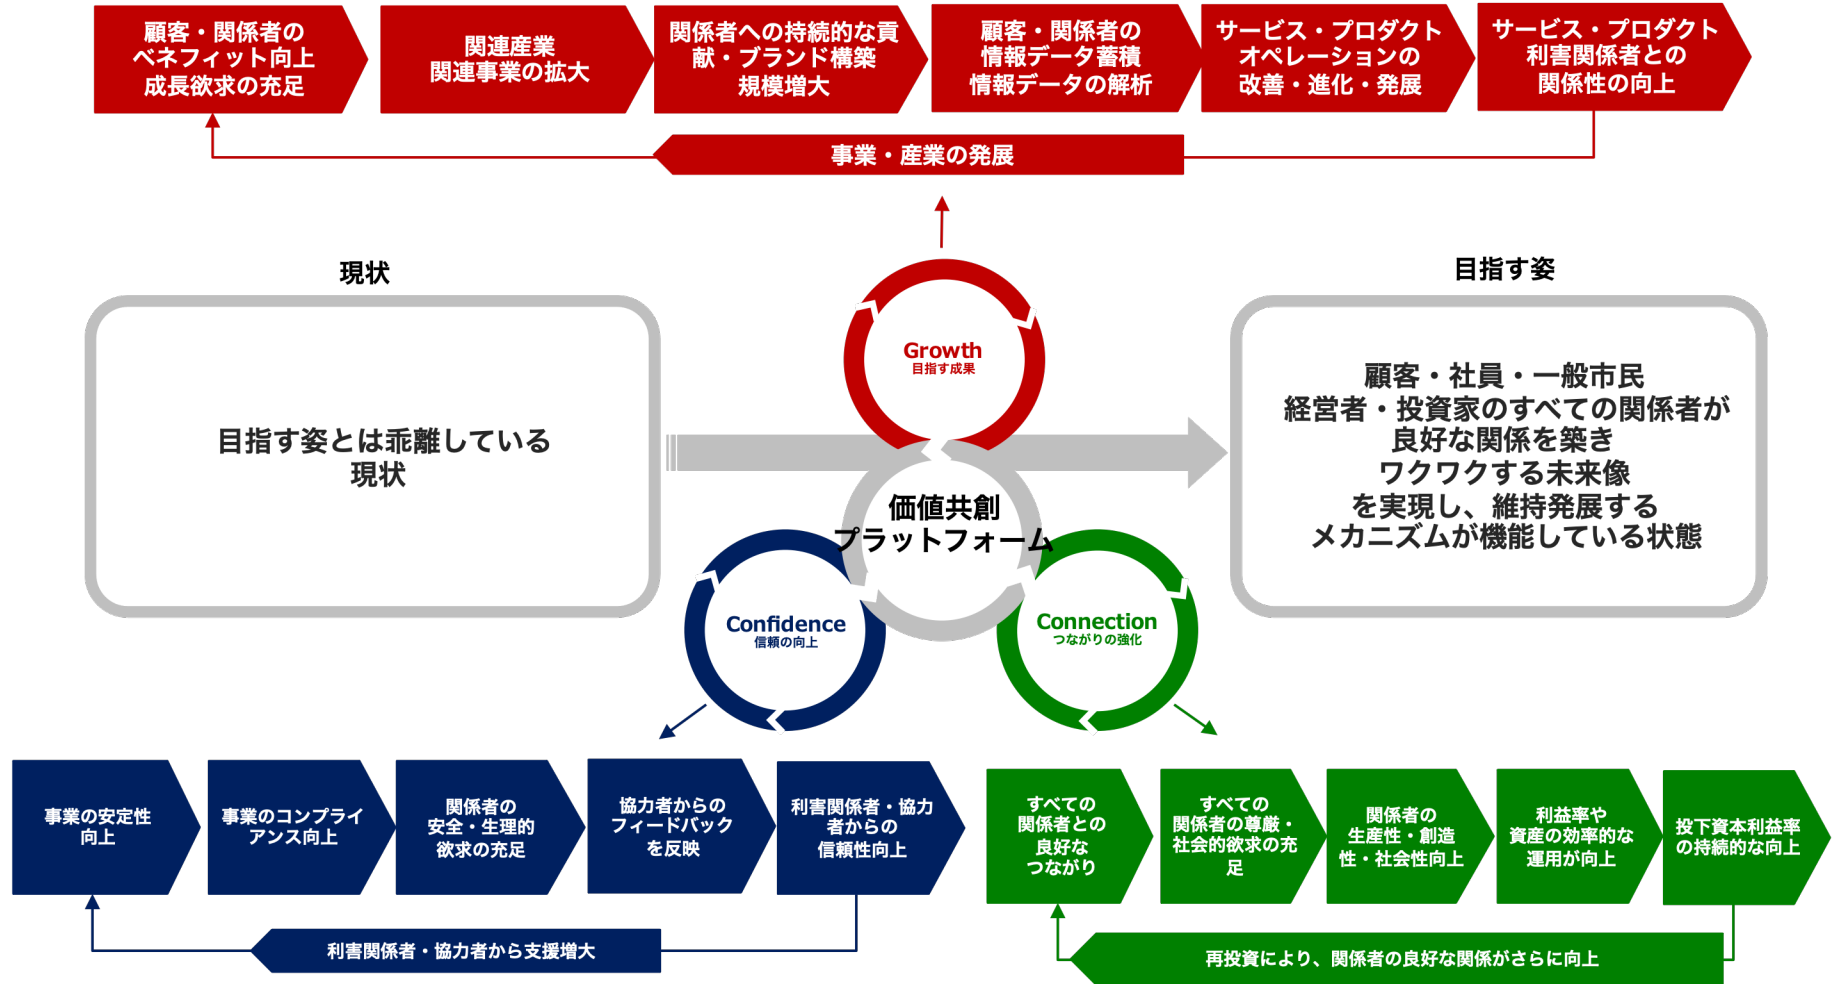 顧客・関係者の
ベネフィット向上
成長欲求の充足
関連産業
関連事業の拡大
関係者への持続的な貢
献・ブランド構築
規模増大
顧客・関係者の
情報データ蓄積
情報データの解析
サービス・プロダクト
オペレーションの
改善・進化・発展
サービス・プロダクト
利害関係者との
関係性の向上
事業・産業の発展
現状
目指す姿とは乖離している
現状
Growth
目指す成果
価値共創
プラットフォーム
Confidence
信頼の向上
Connection
つながりの強化
目指す姿
顧客・社員・一般市民
経営者・投資家のすべての関係者が
良好な関係を築き
ワクワクする未来像
を実現し、維持発展する
メカニズムが機能している状態
事業の安定性
向上
事業のコンプライ
アンス向上
関係者の
安全・生理的
欲求の充足
協力者からの
フィードバック
を反映
利害関係者・協力
者からの
信頼性向上
利害関係者・協力者から支援増大
すべての
関係者との
良好な
つながり
すべての
関係者の尊厳・
社会的欲求の充
足
関係者の
生産性・創造
性・社会性向上
利益率や
資産の効率的な
運用が向上
投下資本利益率
の持続的な向上
再投資により、関係者の良好な関係がさらに向上